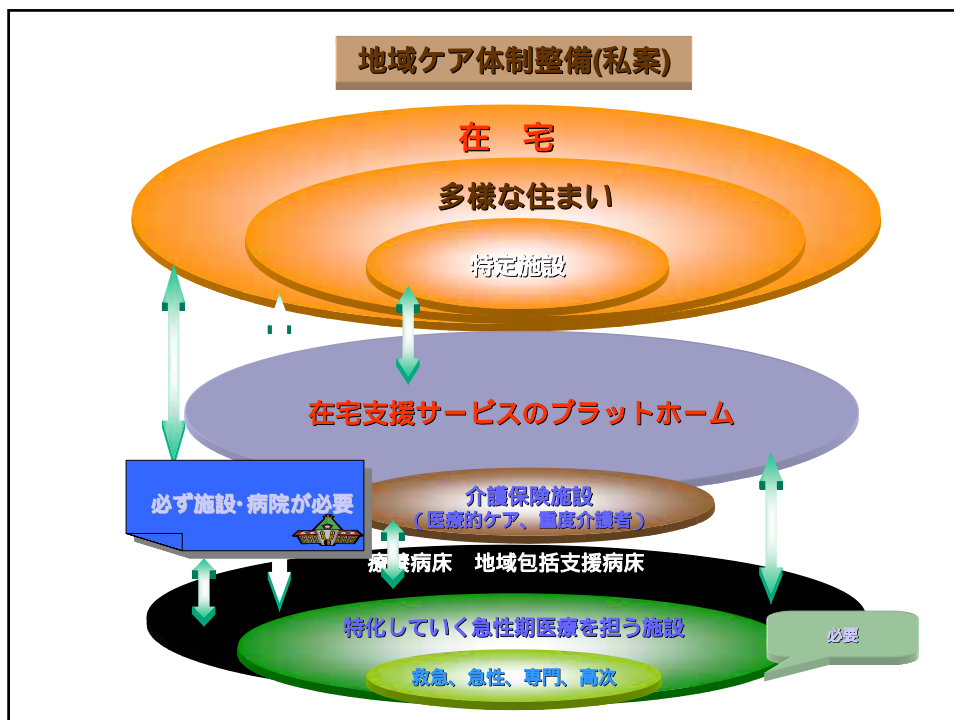 地域ケア体制整備(私案)
在　宅
多様な住まい
特定施設
在宅支援サービスのプラットホーム
介護保険施設
（医療的ケア、重度介護者）
必ず施設・病院が必要
療養病床　地域包括支援病床
特化していく急性期医療を担う施設
必要
救急、急性、専門、高次